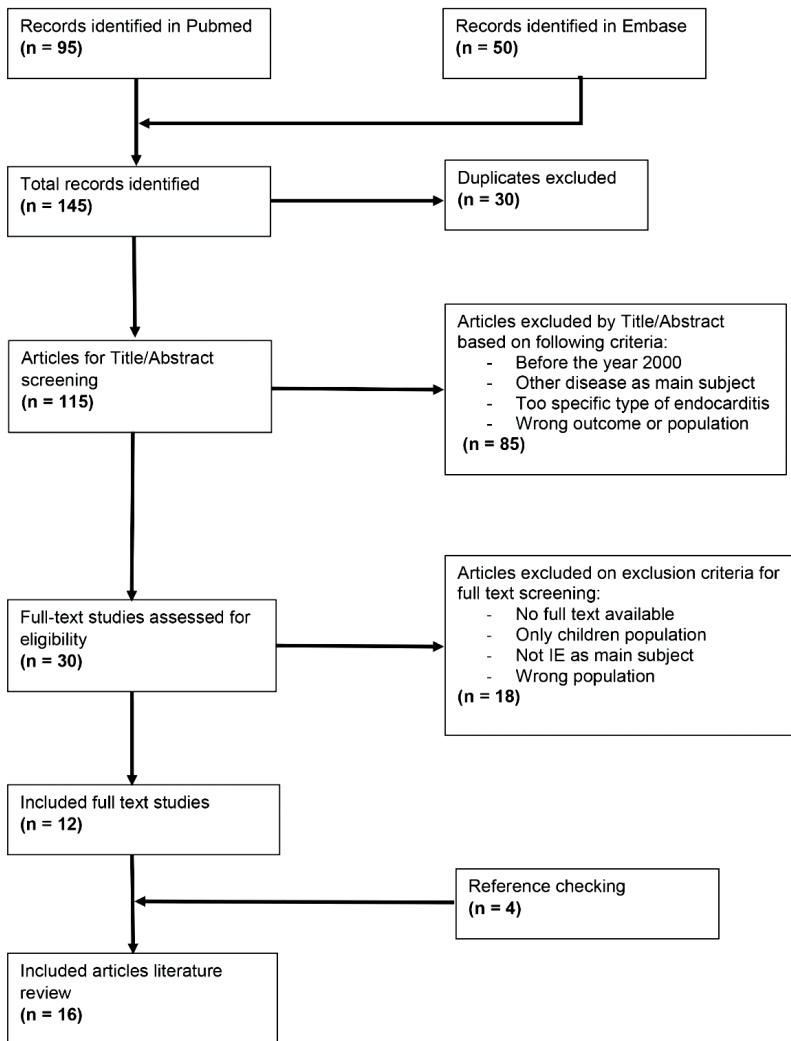 Records identified in Pubmed
(n = 95)
Records identified in Embase
(n = 50)
Total records identified
(n = 145)
Duplicates excluded
(n = 30)
Articles for Title/Abstract
screening
(n = 115)
Articles excluded by Title/Abstract
based on following criteria:
- Before the year 2000
- Other disease as main subject
- Too specific type of endocarditis
- Wrong outcome or population
(n = 85)
Full-text studies assessed for
eligibility
(n = 30)
Articles excluded on exclusion criteria for
full text screening:
- No full text available
- Only children population
- Not IE as main subject
- Wrong population
(n = 18)
Included full text studies
(n = 12)
Reference checking
(n = 4)
Included articles literature
review
(n = 16)